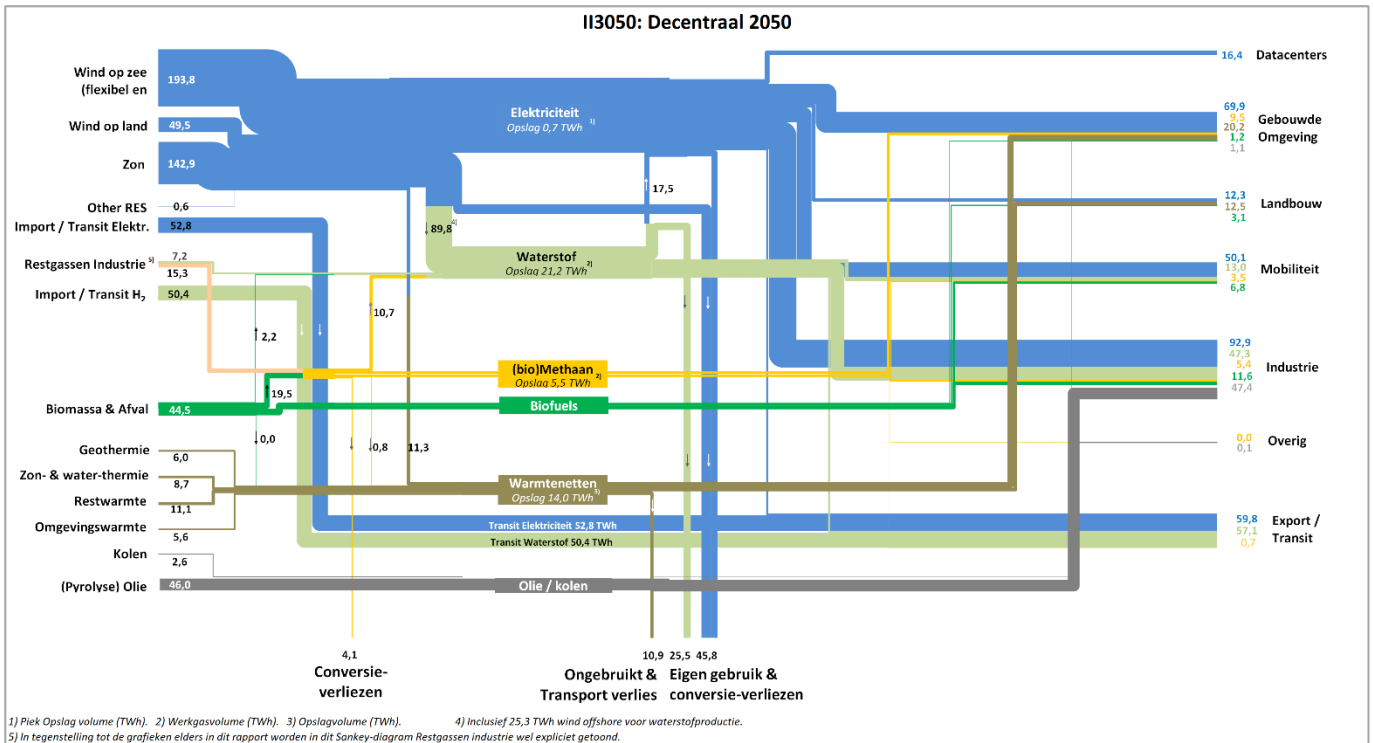 II3050: Decentraal 2050
Wind op zee
(flexibel en
193,8
Wind op land
49,5
Zon
142,9
Other RES
0,6
Import / Transit Elektr.
52,8
Restgassen Industrie 5)
7,2
15,3
Import / Transit H2
50,4
Biomassa & Afval
44,5
Geothermie
6,0
Zon- & water-thermie
8,7
Restwarmte
11,1
Omgevingswarmte
5,6
Kolen
2,6
(Pyrolyse) Olie
46,0
Elektriciteit
Opslag 0,7 TWh 1)
17,5
89,8 4)
Waterstof
Opslag 21,2 TWh 2)
10,7
2,2
(bio)Methaan
Opslag 5,5 TWh 2)
19,5
Biofuels
0,0
0,8
11,3
Warmtenetten
Opslag 14,0 TWh 3)
Transit Elektriciteit 52,8 TWh
Transit Waterstof 50,4 TWh
Olie / kolen
16,4
Datacenters
69,9
9,5
20,2
1,2
1,1
Gebouwde
Omgeving
12,3
12,5
3,1
Landbouw
50,1
13,0
3,5
6,8
Mobiliteit
92,9
47,3
5,4
11,6
47,4
Industrie
0,0
0,1
Overig
59,8
57,1
0,7
Export /
Transit
4,1
Conversie-
verliezen
10,9
Ongebruikt &
Transport verlies
25,5
45,8
Eigen gebruik &
conversie-verliezen
1) Piek Opslag volume (TWh). 2) Werkgasvolume (TWh). 3) Opslagvolume (TWh). 4) Inclusief 25,3 TWh wind offshore voor waterstofproductie.
5) In tegenstelling tot de grafieken elders in dit rapport worden in dit Sankey-diagram Restgassen industrie wel expliciet getoond.